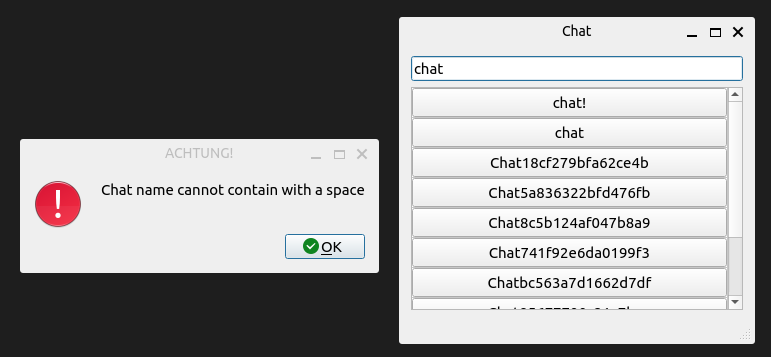 ACHTUNG!
Chat name cannot contain with a space
OK
Chat
chat
chat!
chat
Chat18cf279bfa62ce4b
Chat5a836322bfd476fb
Chat8c5b124af047b8a9
Chat741f92e6da0199f3
Chatbc563a7d1662d7df